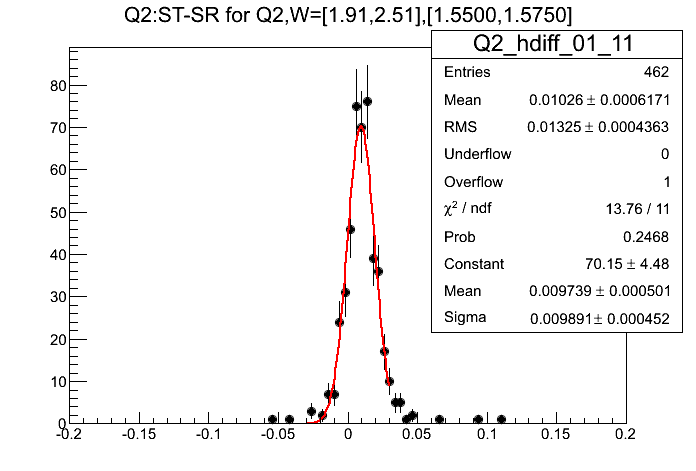 Q2:ST-SR for Q2,W=[1.91,2.51],[1.5500,1.5750]
Q2_hdiff_01_11
Entries 462
Mean 0.01026 ± 0.0006171
RMS 0.01325 ± 0.0004363
Underflow 0
Overflow 1
χ² / ndf 13.76 / 11
Prob 0.2468
Constant 70.15 ± 4.48
Mean 0.009739 ± 0.000501
Sigma 0.009891 ± 0.000452
80
70
60
50
40
30
20
10
0
-0.2 -0.15 -0.1 -0.05 0 0.05 0.1 0.15 0.2